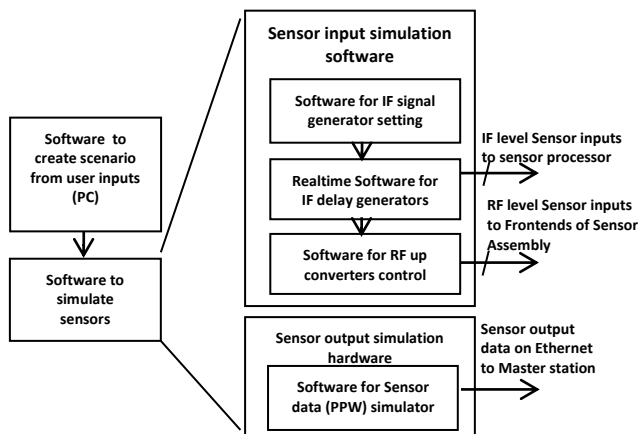 Sensor input simulation
software
Software for IF signal
generator setting
Software to
create scenario
from user inputs
(PC)
Realtime Software for
IF delay generators
IF level Sensor inputs
to sensor processor
RF level Sensor inputs
to Frontends of Sensor
Assembly
Software for RF up
converters control
Software to
simulate
sensors
Sensor output simulation
hardware
Software for Sensor
data (PPW) simulator
Sensor output
data on Ethernet
to Master station